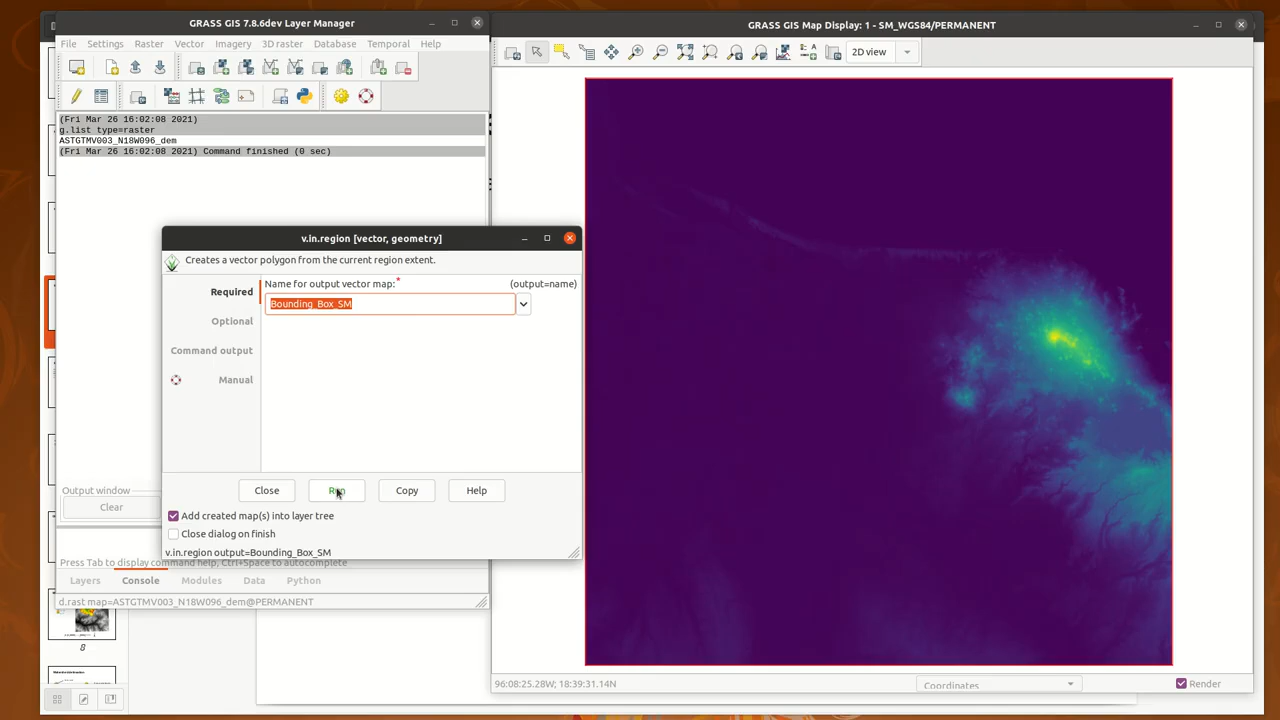 GRASS GIS 7.8.6dev Layer Manager
File Settings Raster Vector Imagery 3D raster Database Temporal Help
(Fri Mar 26 16:02:08 2021)
g.list type=raster
ASTGTMV003_N18W096_dem
(Fri Mar 26 16:02:08 2021) Command finished (0 sec)
v.in.region [vector, geometry]
Creates a vector polygon from the current region extent.
Required
Optional
Command output
Manual
Name for output vector map:* (output=name)
Bounding_Box_SM
Close Run Copy Help
Add created map(s) into layer tree
Close dialog on finish
v.in.region output=Bounding_Box_SM
Output window
Clear
Press Tab to display command help, Ctrl+Space to autocomplete
Layers Console Modules Data Python
d.rast map=ASTGTMV003_N18W096_dem@PERMANENT
8
GRASS GIS Map Display: 1 - SM_WGS84/PERMANENT
2D view
96:08:25.28W; 18:39:31.14N
Coordinates
Render